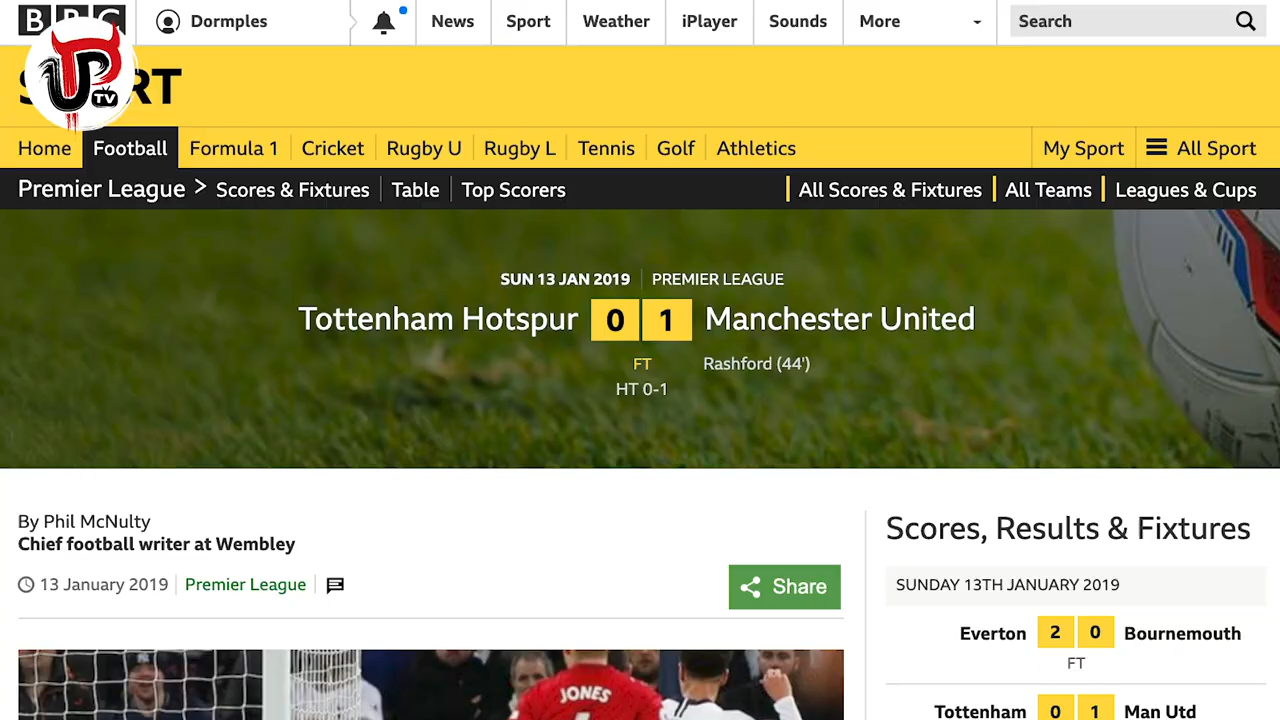 BBC
Dormples
News
Sport
Weather
iPlayer
Sounds
More
Search
UP TV
Home
Football
Formula 1
Cricket
Rugby U
Rugby L
Tennis
Golf
Athletics
My Sport
All Sport
Premier League > Scores & Fixtures
Table
Top Scorers
All Scores & Fixtures
All Teams
Leagues & Cups
SUN 13 JAN 2019
PREMIER LEAGUE
Tottenham Hotspur 0 1 Manchester United
FT
Rashford (44')
HT 0-1
By Phil McNulty
Chief football writer at Wembley
13 January 2019
Premier League
Share
JONES
Scores, Results & Fixtures
SUNDAY 13TH JANUARY 2019
Everton 2 0 Bournemouth
FT
Tottenham 0 1 Man Utd